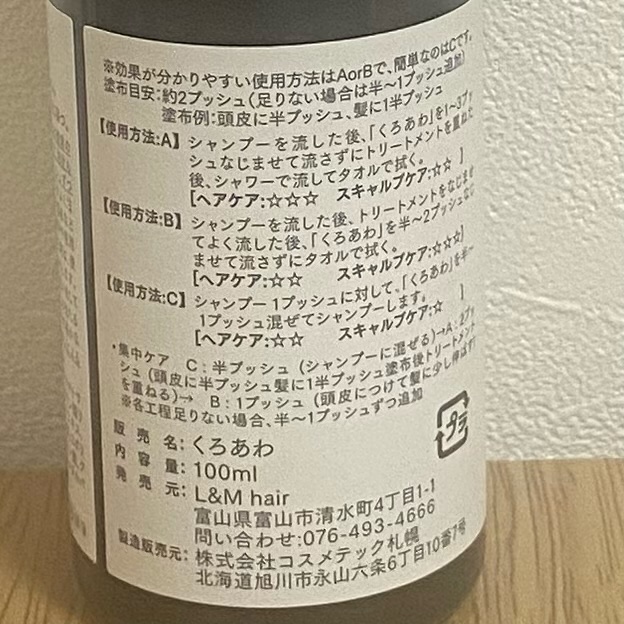 ※効果が分かりやすい使用方法はAorBで、簡単なのはCです。
塗布目安:約2プッシュ(足りない場合は半~1プッシュ追加)
塗布例:頭皮に半プッシュ、髪に1半プッシュ
【使用方法:A】シャンプーを流した後、「くろあわ」を1~3プッ
シュなじませて流さずにトリートメントを重ねた
後、シャワーで流してタオルで拭く。
[ヘアケア:☆☆☆ スキャルプケア:☆☆ ]
【使用方法:B】シャンプーを流した後、トリートメントをなじませ
てよく流した後、「くろあわ」を半~2プッシュなじ
ませて流さずにタオルで拭く。
[ヘアケア:☆☆ スキャルプケア:☆☆☆]
【使用方法:C】シャンプー1プッシュに対して、「くろあわ」を半~
1プッシュ混ぜてシャンプーします。
[ヘアケア:☆☆ スキャルプケア:☆ ]
・集中ケア C:半プッシュ(シャンプーに混ぜる)→A:2プッ
シュ(頭皮に半プッシュ髪に1半プッシュ塗布後トリートメント
を重ねる)→ B:1プッシュ(頭皮につけて髪に少し伸ばす)
※各工程足りない場合、半~1プッシュずつ追加
販売名:くろあわ
内容量:100ml
発売元:L&M hair
富山県富山市清水町4丁目1-1
問い合わせ:076-493-4666
製造販売元:株式会社コスメテック札幌
北海道旭川市永山六条6丁目10番7号
プラ